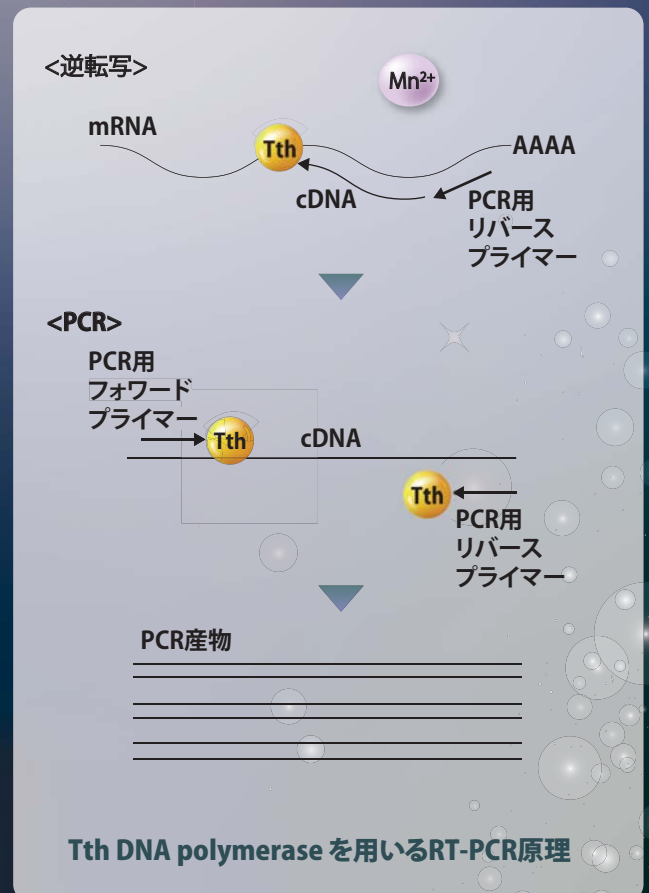 <逆転写>
Mn²⁺
mRNA
Tth
AAAA
cDNA
PCR用
リバース
プライマー
<PCR>
PCR用
フォワード
プライマー
Tth
cDNA
Tth
PCR用
リバース
プライマー
PCR産物
Tth DNA polymerase を用いるRT-PCR原理